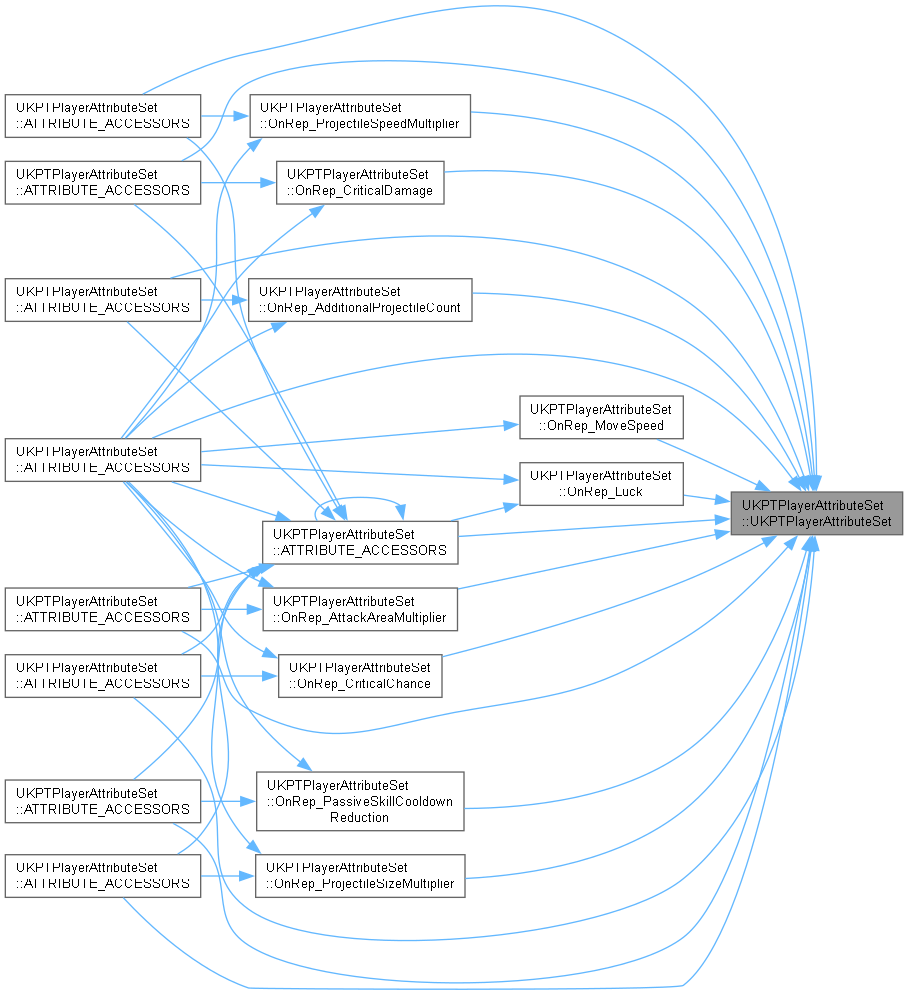 UKPTPlayerAttributeSet
::ATTRIBUTE_ACCESSORS
UKPTPlayerAttributeSet
::OnRep_ProjectileSpeedMultiplier
UKPTPlayerAttributeSet
::ATTRIBUTE_ACCESSORS
UKPTPlayerAttributeSet
::OnRep_CriticalDamage
UKPTPlayerAttributeSet
::ATTRIBUTE_ACCESSORS
UKPTPlayerAttributeSet
::OnRep_AdditionalProjectileCount
UKPTPlayerAttributeSet
::OnRep_MoveSpeed
UKPTPlayerAttributeSet
::ATTRIBUTE_ACCESSORS
UKPTPlayerAttributeSet
::OnRep_Luck
UKPTPlayerAttributeSet
::UKPTPlayerAttributeSet
UKPTPlayerAttributeSet
::ATTRIBUTE_ACCESSORS
UKPTPlayerAttributeSet
::ATTRIBUTE_ACCESSORS
UKPTPlayerAttributeSet
::OnRep_AttackAreaMultiplier
UKPTPlayerAttributeSet
::ATTRIBUTE_ACCESSORS
UKPTPlayerAttributeSet
::OnRep_CriticalChance
UKPTPlayerAttributeSet
::ATTRIBUTE_ACCESSORS
UKPTPlayerAttributeSet
::OnRep_PassiveSkillCooldown
Reduction
UKPTPlayerAttributeSet
::ATTRIBUTE_ACCESSORS
UKPTPlayerAttributeSet
::OnRep_ProjectileSizeMultiplier